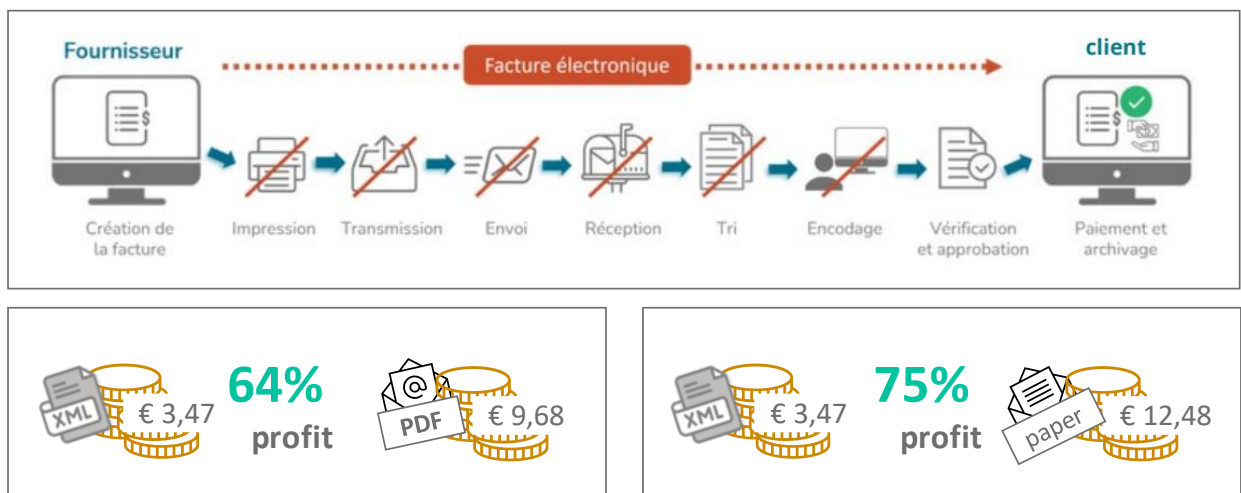 Fournisseur
Facture électronique
client
$
$
Création de
la facture
Impression
Transmission
Envoi
Réception
Tri
Encodage
Vérification
et approbation
Paiement et
archivage
XML
€ 3,47
64%
profit
@
PDF
€ 9,68
XML
€ 3,47
75%
profit
paper
€ 12,48